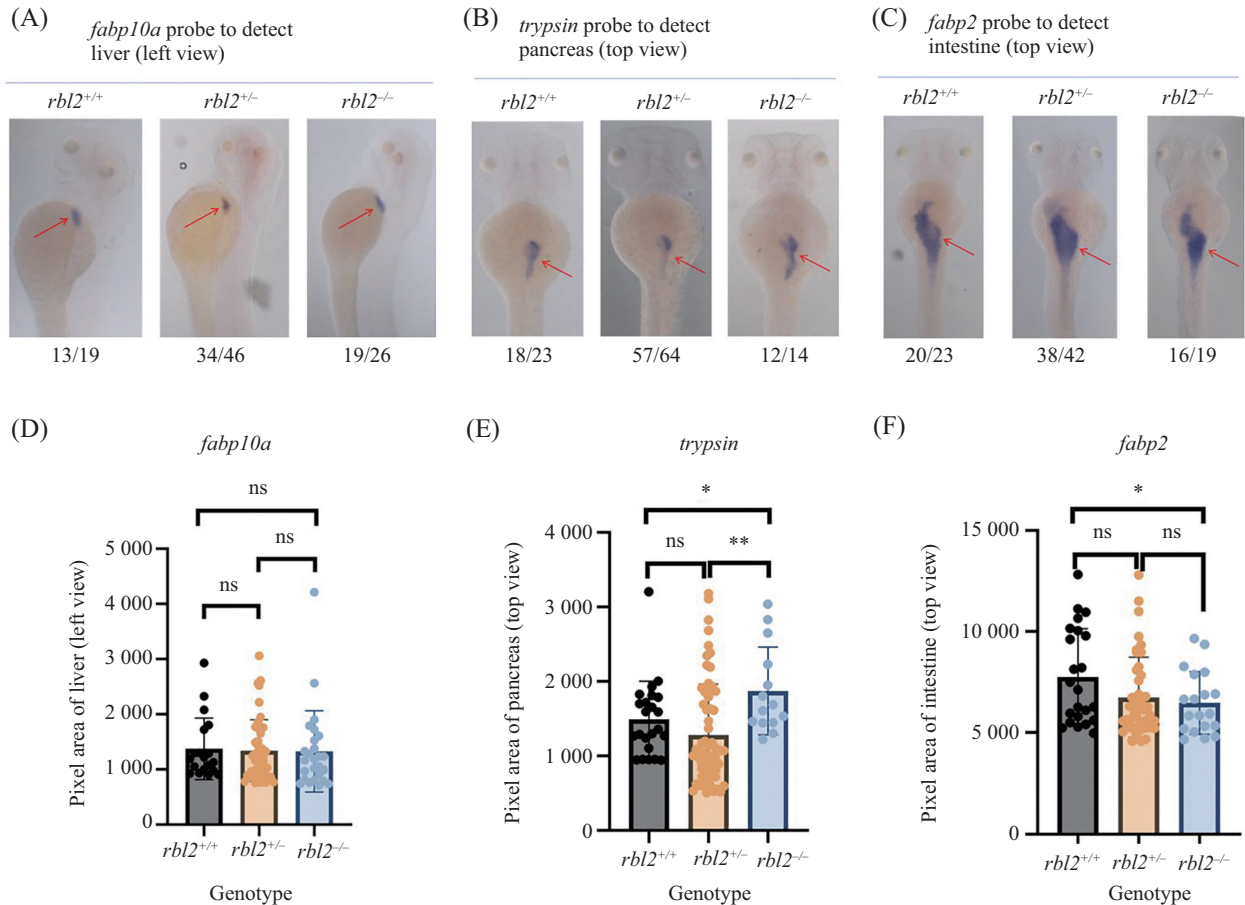 (A)
fabp10a probe to detect
liver (left view)
rbl2+/+ rbl2+/– rbl2–/–
13/19 34/46 19/26
(B)
trypsin probe to detect
pancreas (top view)
rbl2+/+ rbl2+/– rbl2–/–
18/23 57/64 12/14
(C)
fabp2 probe to detect
intestine (top view)
rbl2+/+ rbl2+/– rbl2–/–
20/23 38/42 16/19
(D)
fabp10a
ns
ns
ns
Pixel area of liver (left view)
5 000
4 000
3 000
2 000
1 000
0
rbl2+/+ rbl2+/– rbl2–/–
Genotype
(E)
trypsin
*
ns **
Pixel area of pancreas (top view)
4 000
3 000
2 000
1 000
0
rbl2+/+ rbl2+/– rbl2–/–
Genotype
(F)
fabp2
*
ns ns
Pixel area of intestine (top view)
15 000
10 000
5 000
0
rbl2+/+ rbl2+/– rbl2–/–
Genotype